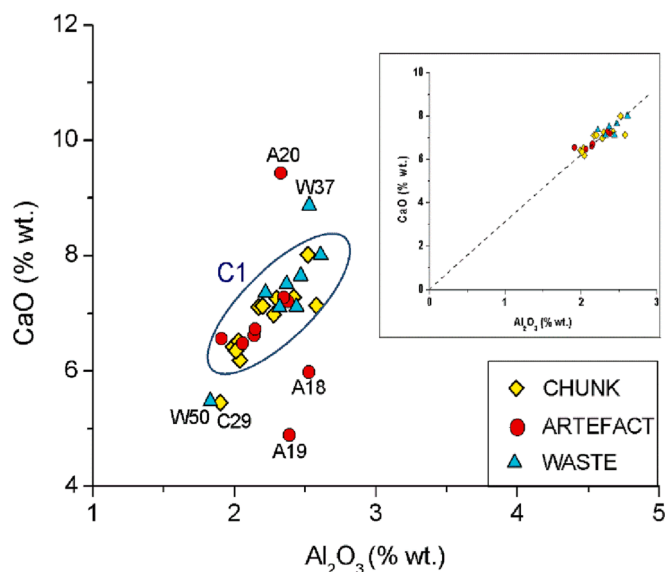 12
10
8
6
4
1
2
3
4
5
CaO (% wt.)
Al₂O₃ (% wt.)
A20
W37
C1
A18
W50
C29
A19
10
8
6
4
2
0
0
1
2
3
CaO (% wt.)
Al₂O₃ (% wt.)
CHUNK
ARTEFACT
WASTE